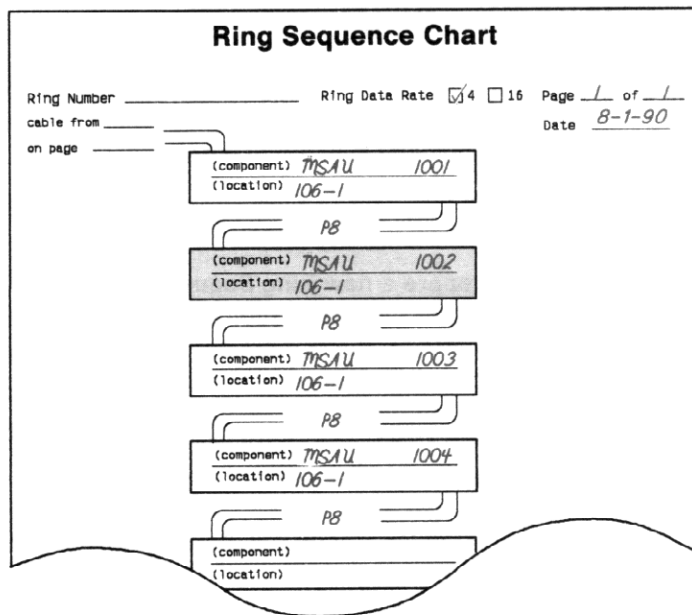 Ring Sequence Chart
Ring Number Ring Data Rate 4 16 Page 1 of 1
cable from Date 8-1-90
on page
(component) MSAU 1001
(location) 106-1
P8
(component) MSAU 1002
(location) 106-1
P8
(component) MSAU 1003
(location) 106-1
P8
(component) MSAU 1004
(location) 106-1
P8
(component)
(location)